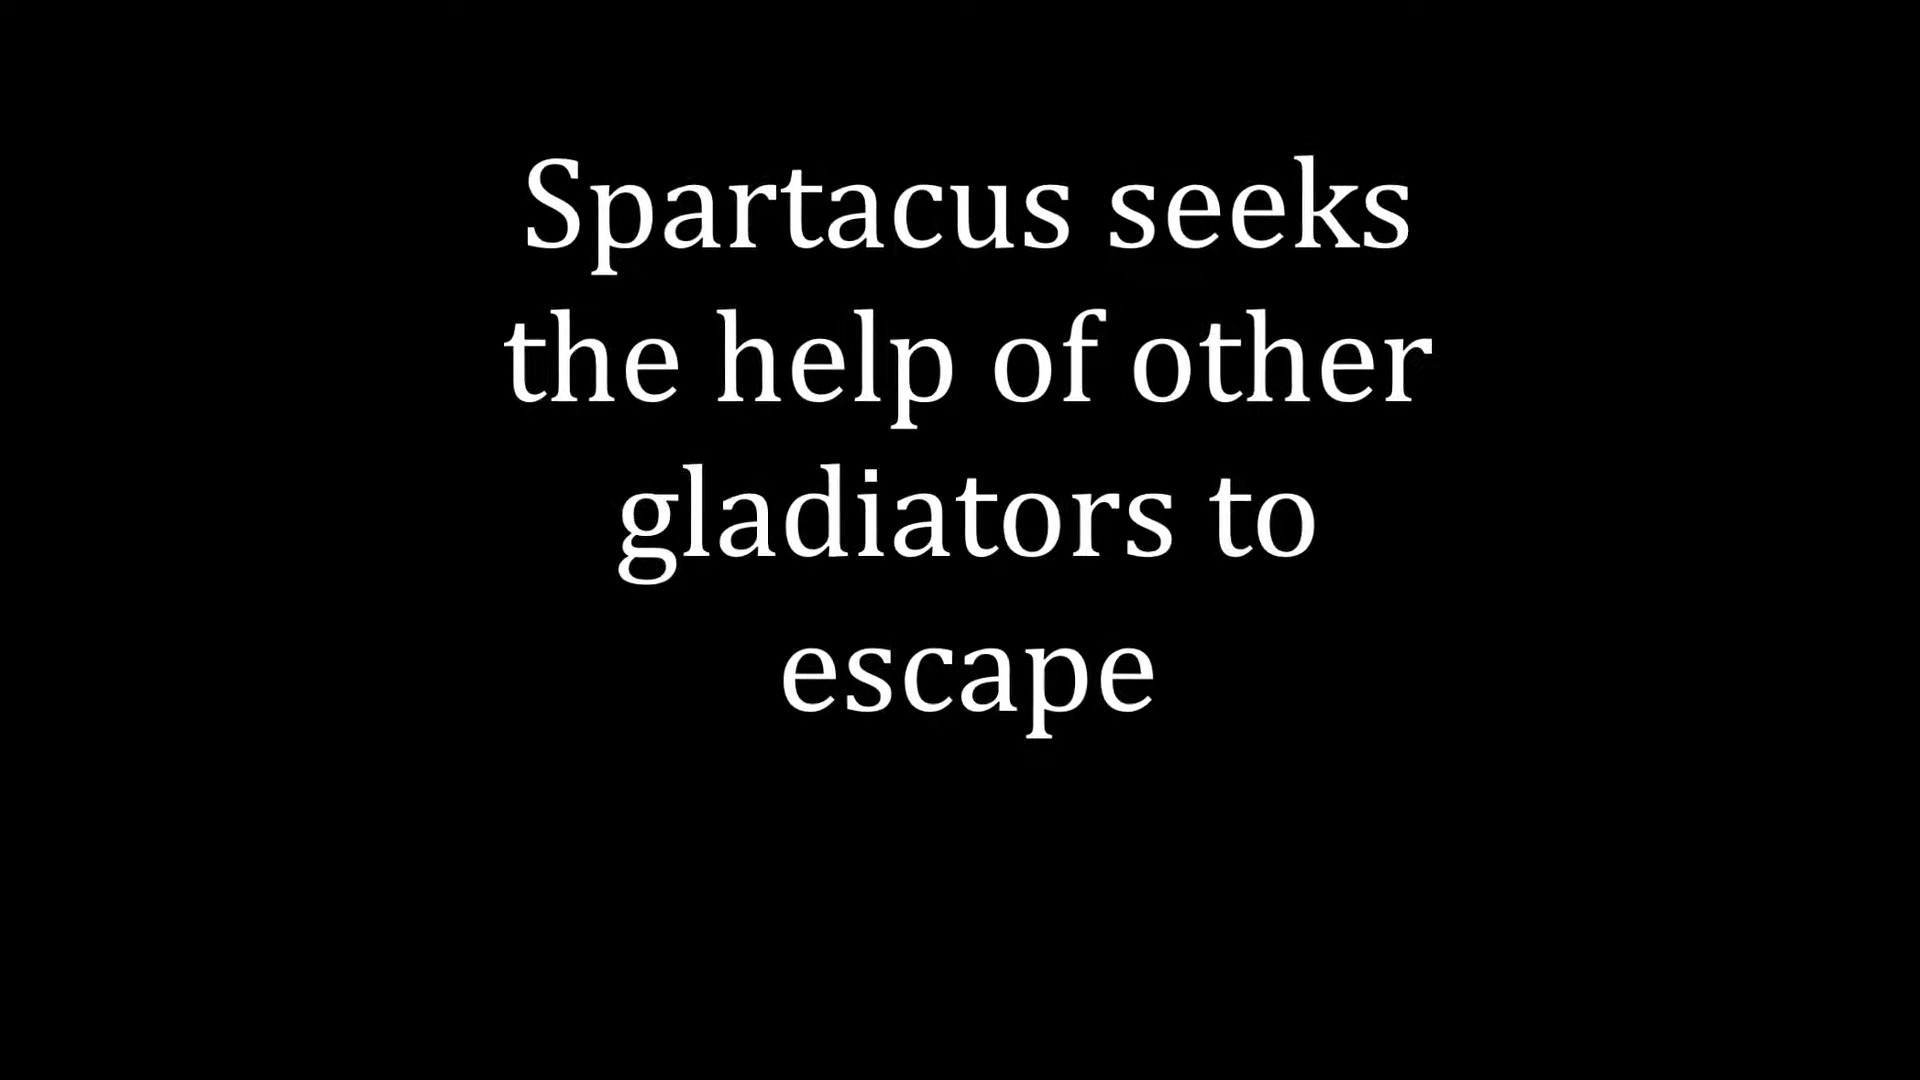 Spartacus seeks
the help of other
gladiators to
escape